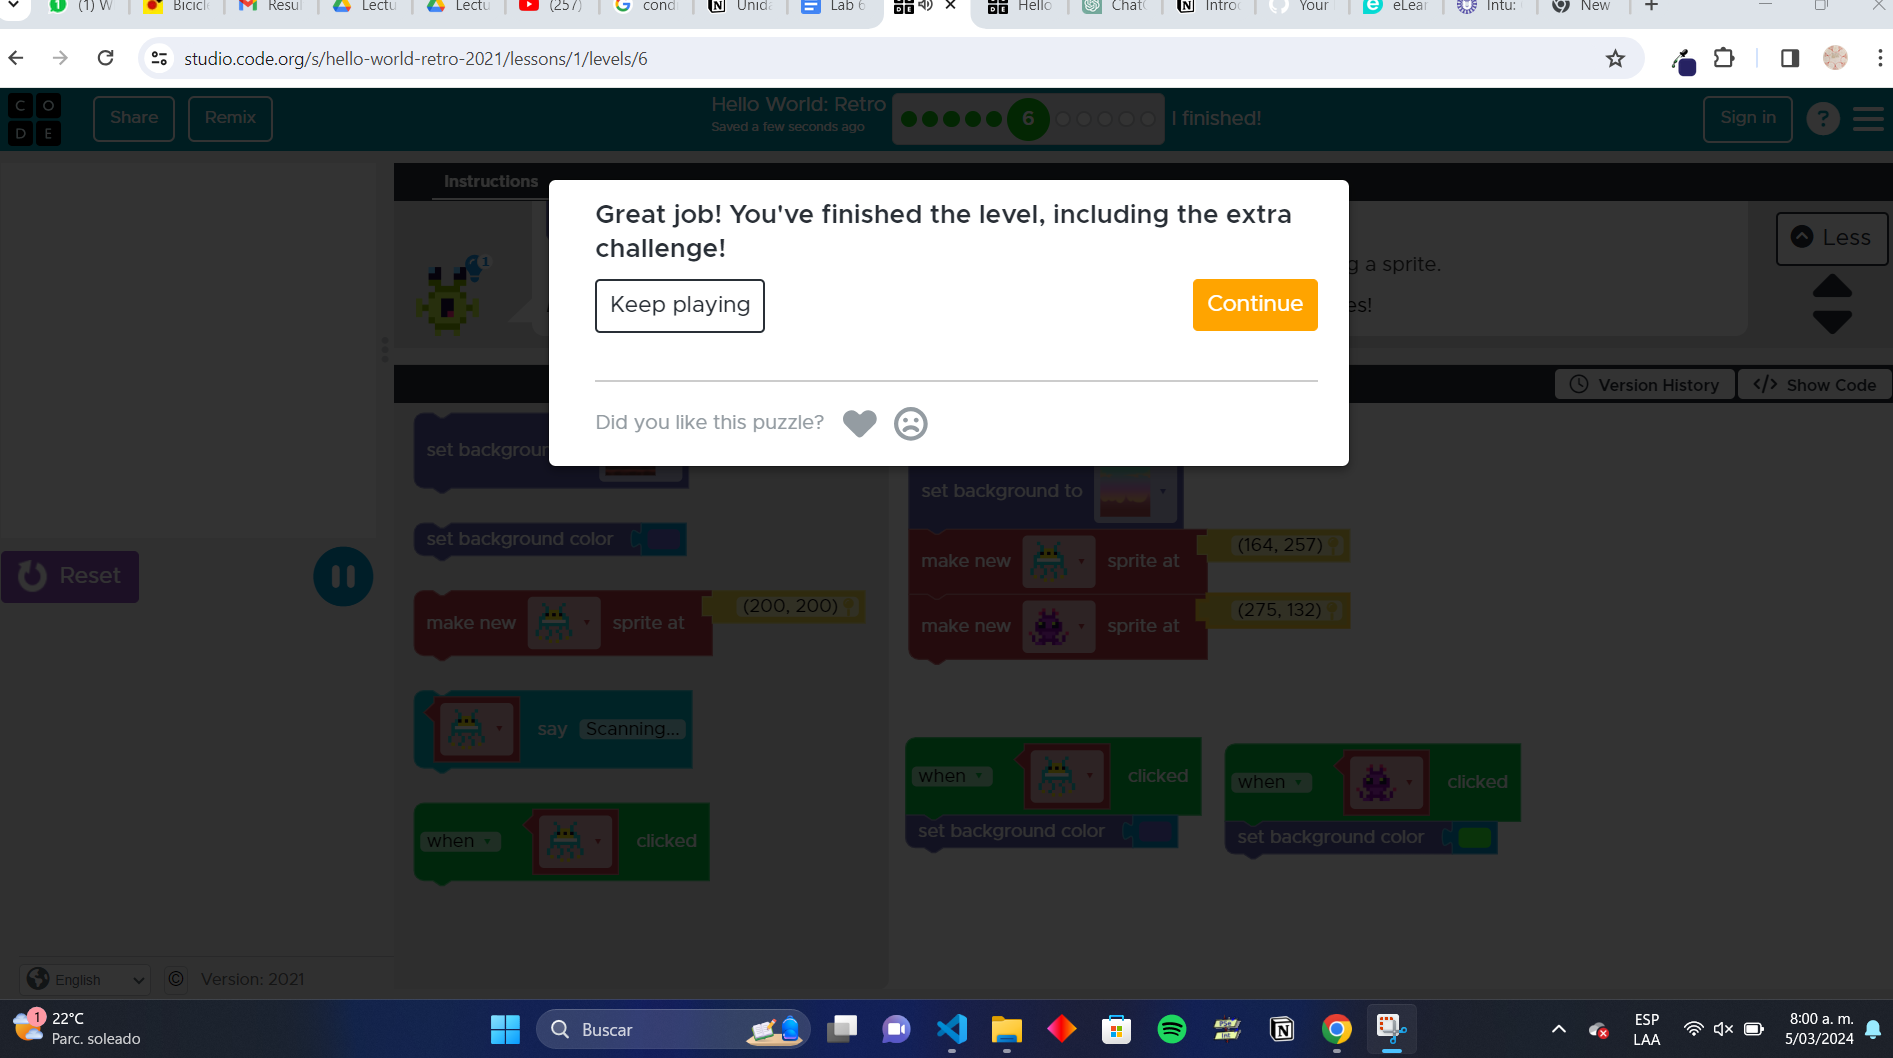 (1) W
Bicicl
Resul
Lectu
Lectu
(257)
condi
Unida
Lab 6
Hello
Chat
Introd
Your
eLear
Intu:
New
studio.code.org/s/hello-world-retro-2021/lessons/1/levels/6
C O
D E
Share
Remix
Hello World: Retro
Saved a few seconds ago
6
I finished!
Sign in
?
Instructions
1
Great job! You've finished the level, including the extra
challenge!
Keep playing
Continue
Did you like this puzzle?
g a sprite.
es!
Less
Version History
</> Show Code
Reset
set backgroun
set background color
make new sprite at (200, 200)
say Scanning...
when clicked
set background to
make new sprite at (164, 257)
make new sprite at (275, 132)
when clicked
set background color
when clicked
set background color
English
©
Version: 2021
1
22°C
Parc. soleado
Buscar
ESP
LAA
8:00 a. m.
5/03/2024